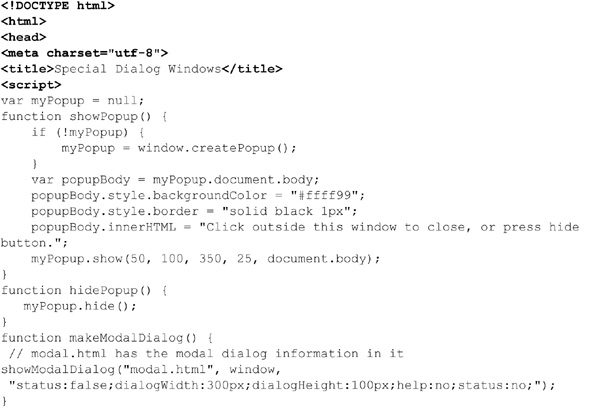 <!DOCTYPE html>
<html>
<head>
<meta charset="utf-8">
<title>Special Dialog Windows</title>
<script>
var myPopup = null;
function showPopup() {
    if (!myPopup) {
        myPopup = window.createPopup();
    }
    var popupBody = myPopup.document.body;
    popupBody.style.backgroundColor = "#ffff99";
    popupBody.style.border = "solid black 1px";
    popupBody.innerHTML = "Click outside this window to close, or press hide
button.";
    myPopup.show(50, 100, 350, 25, document.body);
}
function hidePopup() {
   myPopup.hide();
}
function makeModalDialog() {
 // modal.html has the modal dialog information in it
showModalDialog("modal.html", window,
 "status:false;dialogWidth:300px;dialogHeight:100px;help:no;status:no;");
}